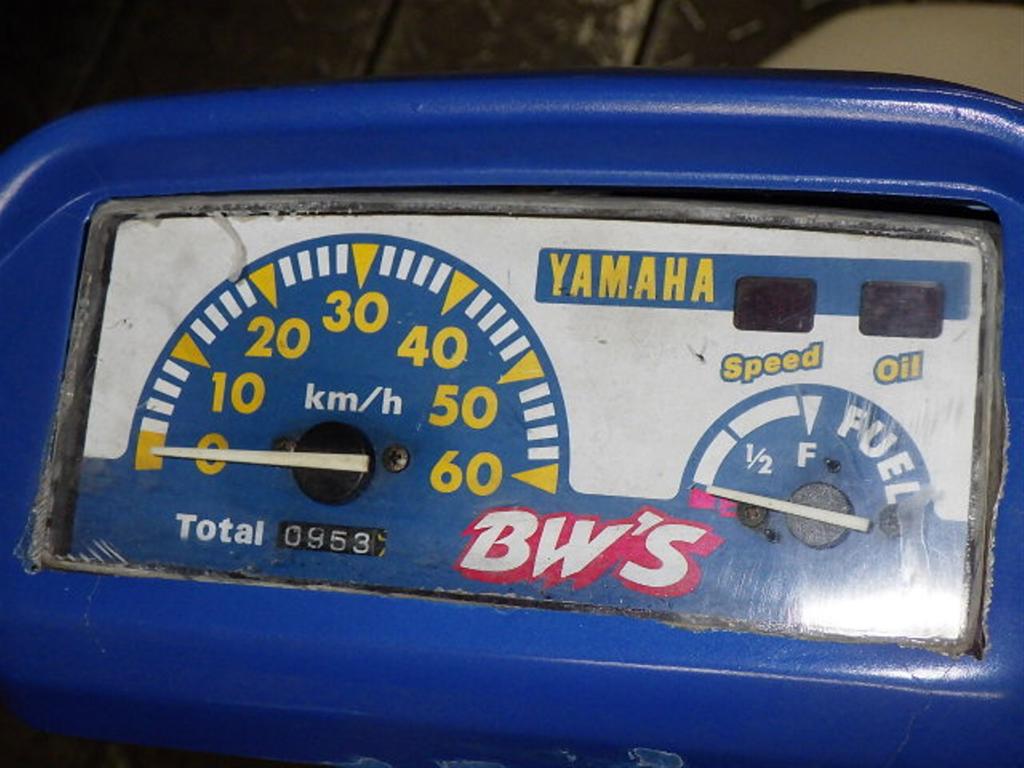 YAMAHA
30
20
40
10
km/h
50
0
60
Speed
Oil
FUEL
1/2
F
E
Total 0953
BW'S